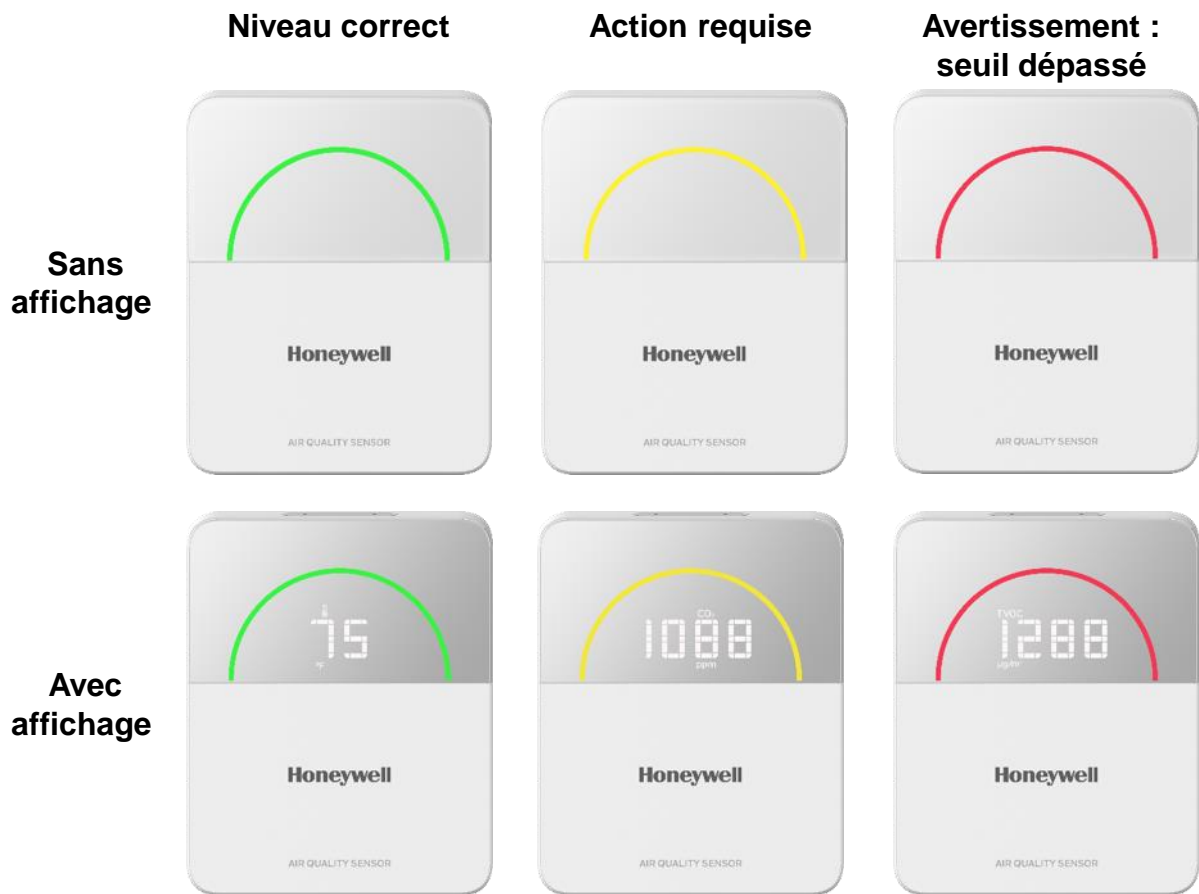 Niveau correct
Action requise
Avertissement :
seuil dépassé
Sans
affichage
Honeywell
AIR QUALITY SENSOR
Honeywell
AIR QUALITY SENSOR
Honeywell
AIR QUALITY SENSOR
Avec
affichage
75
°F
Honeywell
AIR QUALITY SENSOR
CO₂
1088
ppm
Honeywell
AIR QUALITY SENSOR
TVOC
1288
µg/m³
Honeywell
AIR QUALITY SENSOR